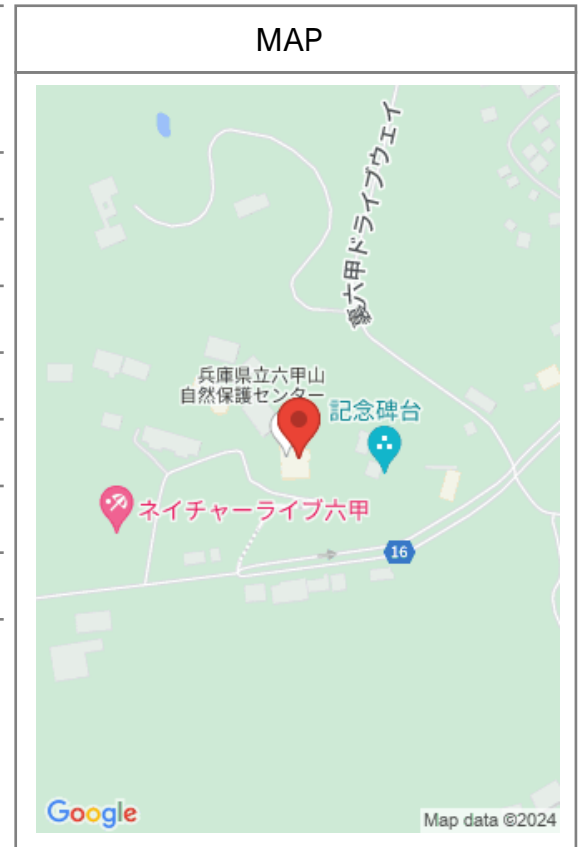 MAP
六甲ドライブウェイ
兵庫県立六甲山
自然保護センター
記念碑台
ネイチャーライブ六甲
16
Google
Map data ©2024